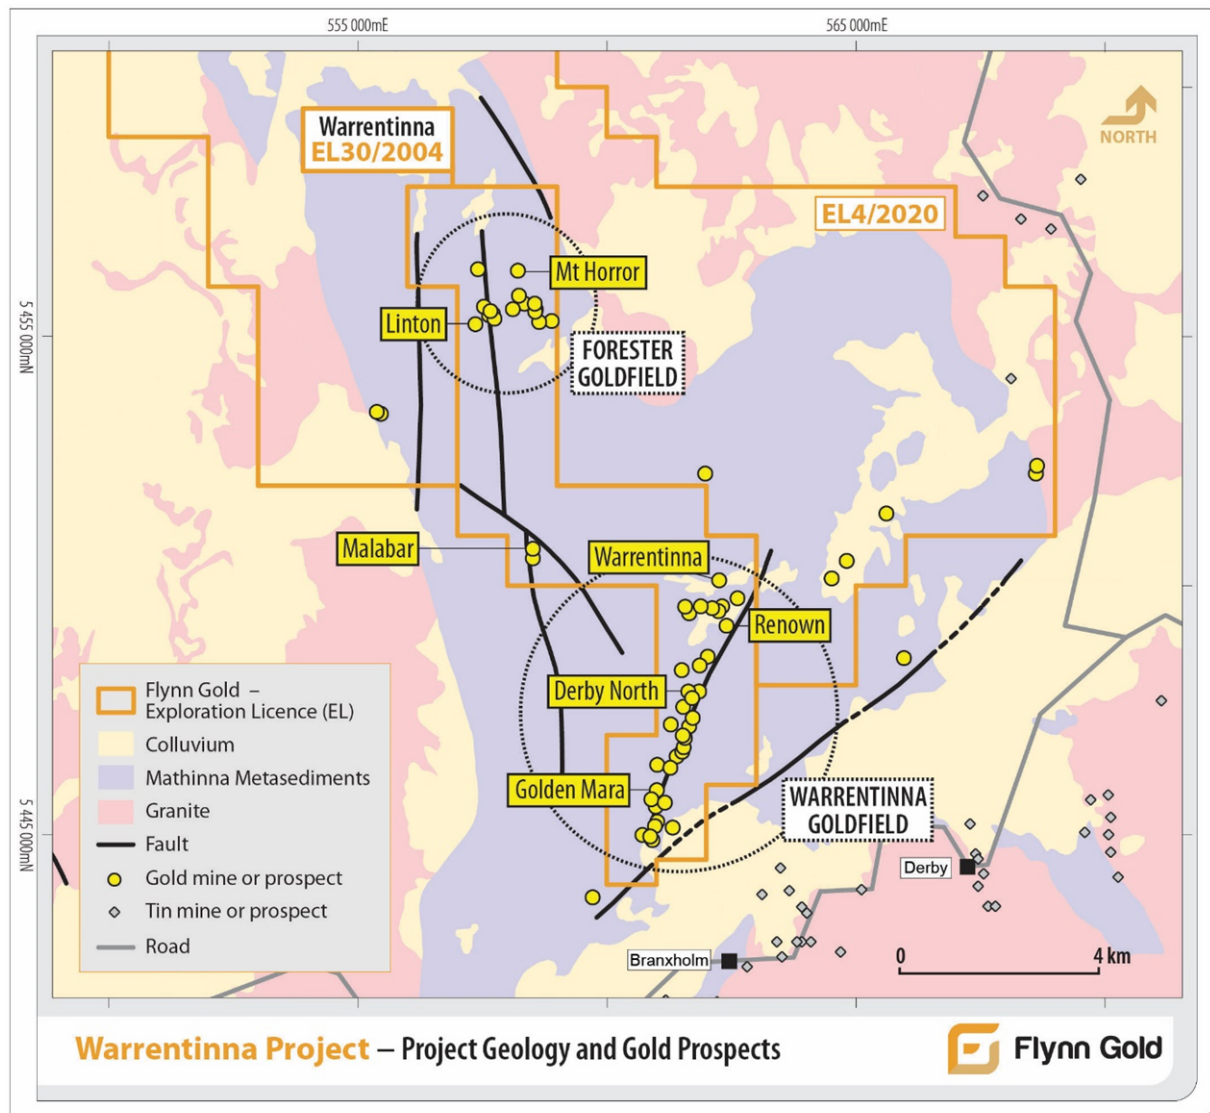 555 000mE
565 000mE
Warrentinna
EL30/2004
NORTH
EL4/2020
Mt Horror
Linton
5 455 000mN
FORESTER
GOLDFIELD
Malabar
Warrentinna
Renown
Derby North
Golden Mara
WARRENTINNA
GOLDFIELD
5 445 000mN
Derby
Branxholm
0
4 km
Flynn Gold –
Exploration Licence (EL)
Colluvium
Mathinna Metasediments
Granite
Fault
Gold mine or prospect
Tin mine or prospect
Road
Warrentinna Project – Project Geology and Gold Prospects
Flynn Gold